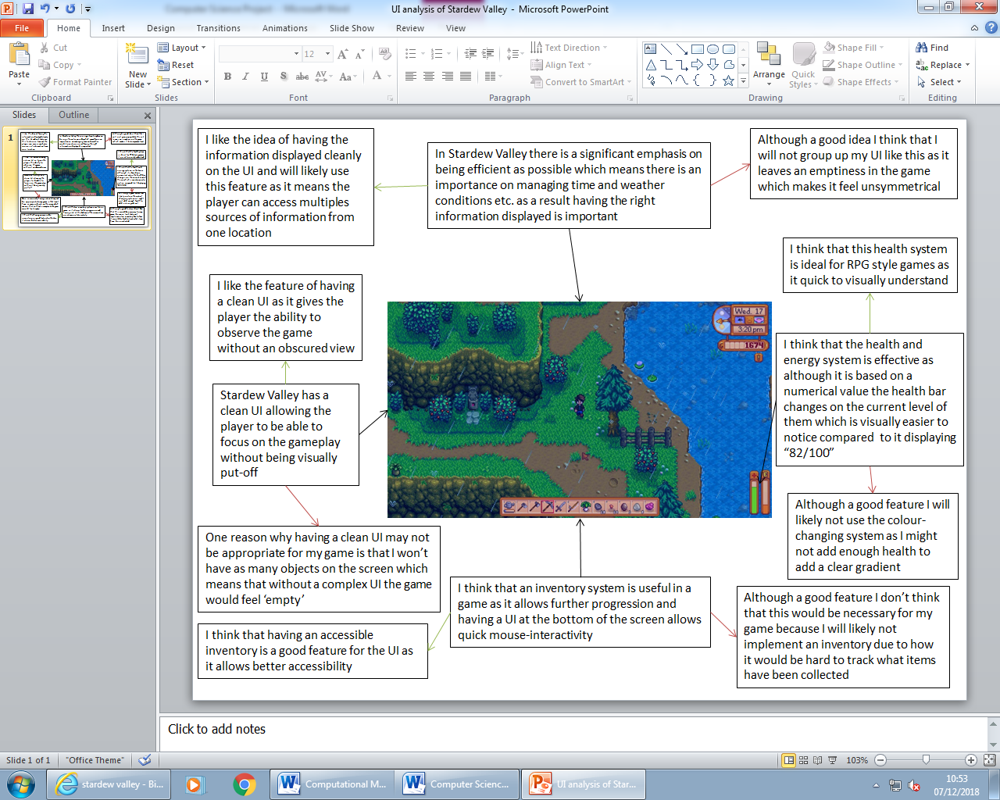 Computer Science Project - Microsoft Word
UI analysis of Stardew Valley - Microsoft PowerPoint
File
Home
Insert
Design
Transitions
Animations
Slide Show
Review
View
Paste
Cut
Copy
Format Painter
Clipboard
New
Slide
Layout
Reset
Section
Slides
12
Font
Text Direction
Align Text
Convert to SmartArt
Paragraph
Arrange
Quick
Styles
Shape Fill
Shape Outline
Shape Effects
Drawing
Find
Replace
Select
Editing
Slides
Outline
1
I like the idea of having the
information displayed cleanly
on the UI and will likely use
this feature as it means the
player can access multiples
sources of information from
one location
In Stardew Valley there is a significant emphasis on
being efficient as possible which means there is an
importance on managing time and weather
conditions etc. as a result having the right
information displayed is important
Although a good idea I think that I
will not group up my UI like this as it
leaves an emptiness in the game
which makes it feel unsymmetrical
I think that this health system
is ideal for RPG style games as
it quick to visually understand
I like the feature of having
a clean UI as it gives the
player the ability to
observe the game
without an obscured view
Wed. 17
3:20 pm
1674
I think that the health and
energy system is effective as
although it is based on a
numerical value the health bar
changes on the current level of
them which is visually easier to
notice compared  to it displaying
“82/100”
Stardew Valley has a
clean UI allowing the
player to be able to
focus on the gameplay
without being visually
put-off
Although a good feature I will
likely not use the colour-
changing system as I might
not add enough health to
add a clear gradient
One reason why having a clean UI may not
be appropriate for my game is that I won’t
have as many objects on the screen which
means that without a complex UI the game
would feel ‘empty’
I think that an inventory system is useful in a
game as it allows further progression and
having a UI at the bottom of the screen allows
quick mouse-interactivity
Although a good feature I don’t think
that this would be necessary for my
game because I will likely not
implement an inventory due to how
it would be hard to track what items
have been collected
I think that having an accessible
inventory is a good feature for the UI as
it allows better accessibility
Click to add notes
Slide 1 of 1
"Office Theme"
103%
stardew valley - Bi...
Computational M...
Computer Scienc...
UI analysis of Star...
10:53
07/12/2018